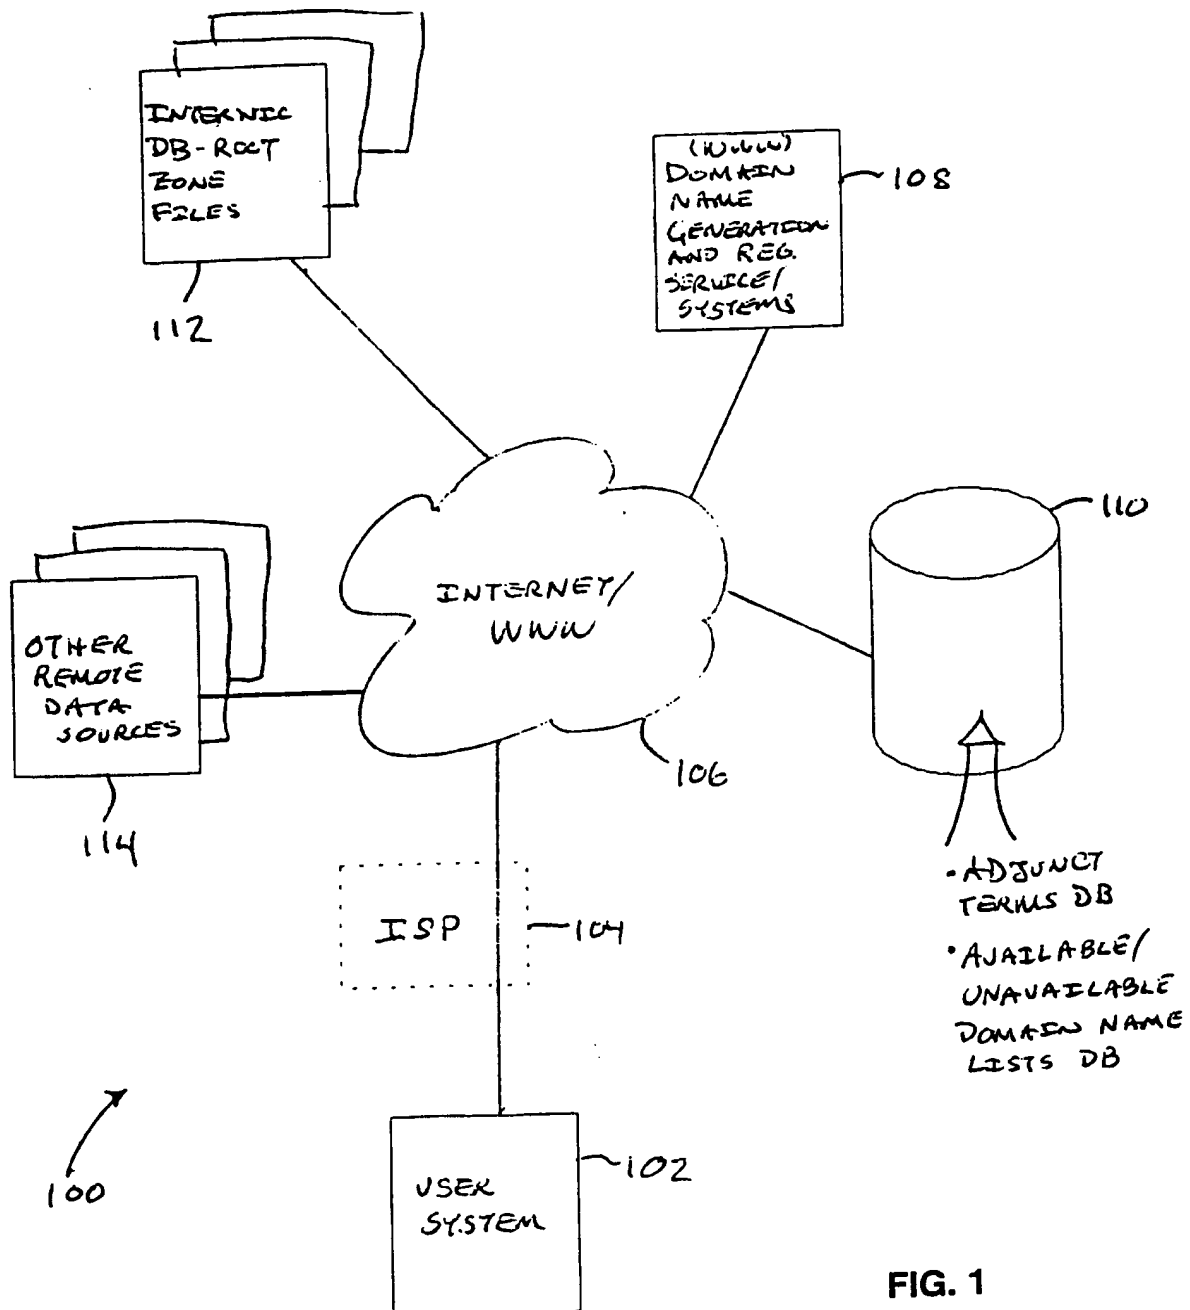 INTERNIC
DB-ROOT
ZONE
FILES
112
(WWW)
DOMAIN
NAME
GENERATION
AND REG.
SERVICE/
SYSTEMS
108
110
INTERNET/
WWW
106
OTHER
REMOTE
DATA
SOURCES
114
ISP
104
• ADJUNCT
TERMS DB
• AVAILABLE/
UNAVAILABLE
DOMAIN NAME
LISTS DB
100
USER
SYSTEM
102
FIG. 1